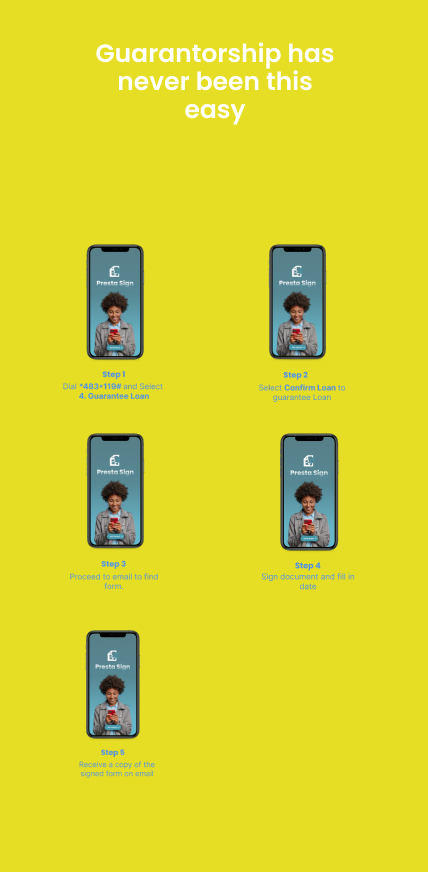 Guarantorship has
never been this
easy
Presta Sign
Step 1
Dial *483*119# and Select
4. Guarantee Loan
Presta Sign
Step 2
Select Confirm Loan to
guarantee Loan
Presta Sign
Step 3
Proceed to email to find
form.
Presta Sign
Step 4
Sign document and fill in
date
Presta Sign
Step 5
Receive a copy of the
signed form on email